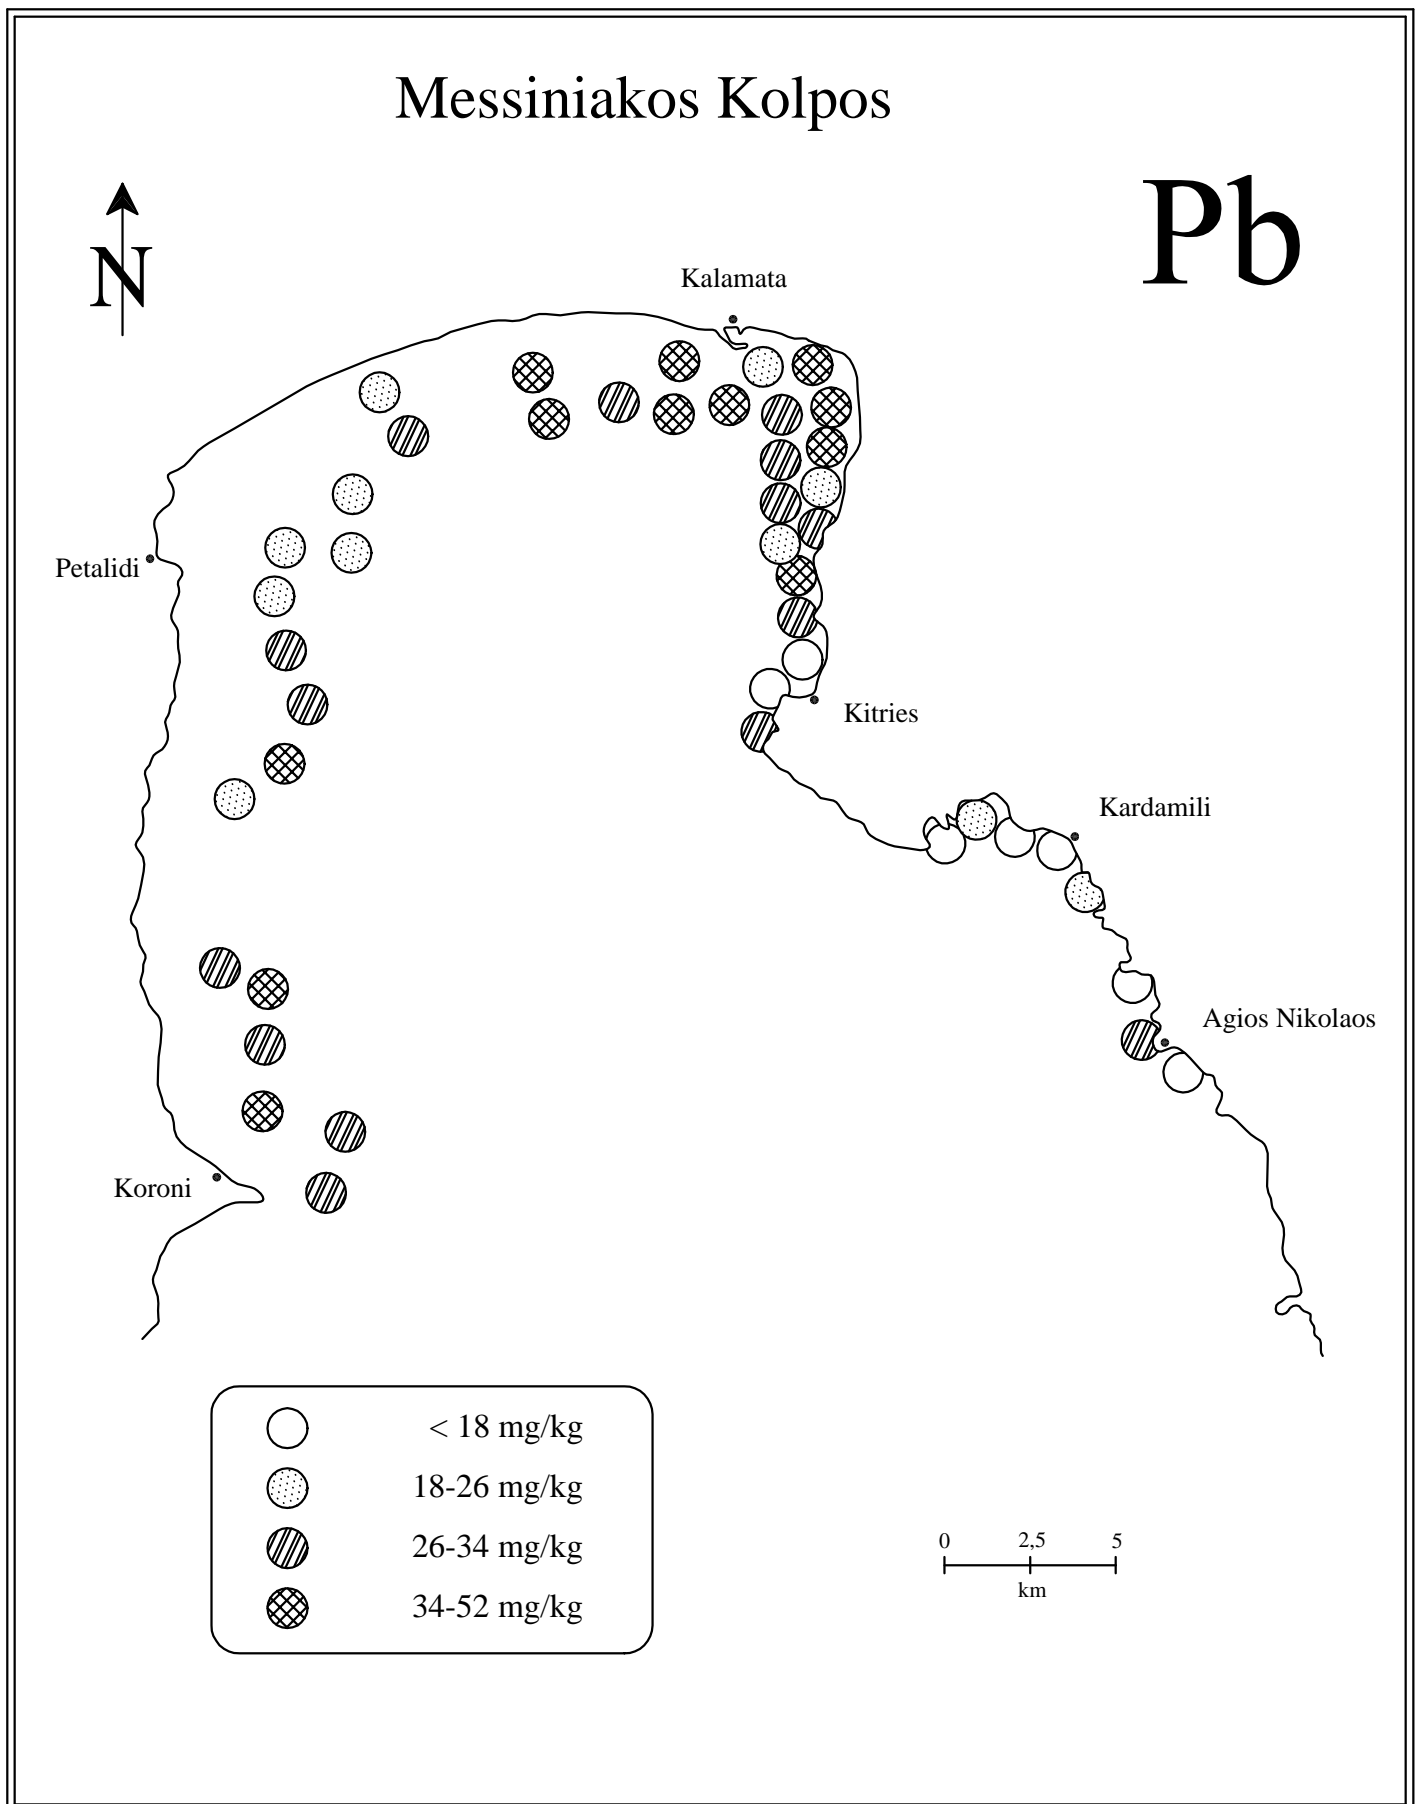 Messiniakos Kolpos
Pb
N
Kalamata
Petalidi
Kitries
Kardamili
Agios Nikolaos
Koroni
< 18 mg/kg
18-26 mg/kg
26-34 mg/kg
34-52 mg/kg
0 2,5 5
km